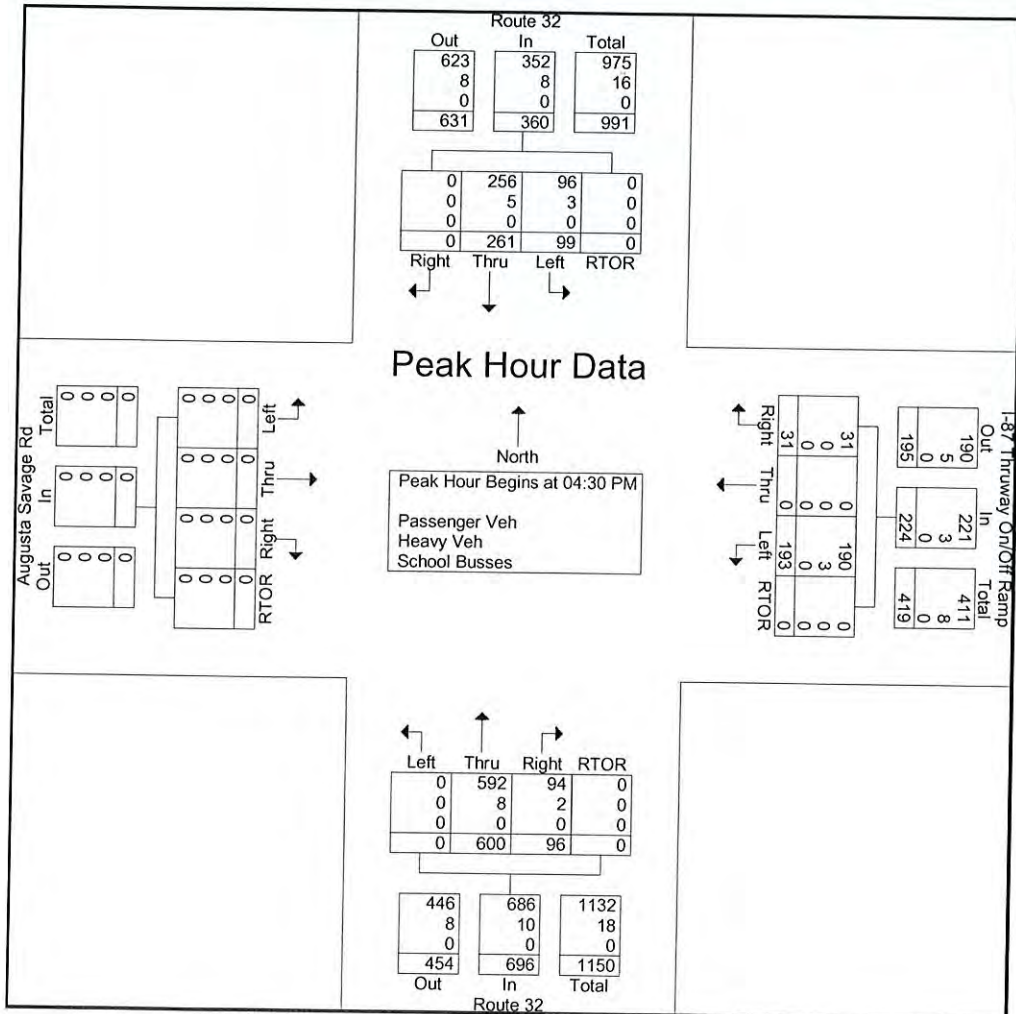 Route 32
Out In Total
623 352 975
8 8 16
0 0 0
631 360 991
0 256 96 0
0 5 3 0
0 0 0 0
0 261 99 0
Right Thru Left RTOR
Peak Hour Data
North
Peak Hour Begins at 04:30 PM
Passenger Veh
Heavy Veh
School Busses
Augusta Savage Rd
Total In Out
0 0 0
0 0 0
0 0 0
0 0 0
Left Thru Right RTOR
0 0 0 0
0 0 0 0
0 0 0 0
0 0 0 0
I-87 Thruway On/Off Ramp
Out In Total
190 221 411
5 3 8
0 0 0
195 224 419
31 0 190 0
0 0 3 0
0 0 0 0
31 0 193 0
Right Thru Left RTOR
Left Thru Right RTOR
0 592 94 0
0 8 2 0
0 0 0 0
0 600 96 0
446 686 1132
8 10 18
0 0 0
454 696 1150
Out In Total
Route 32